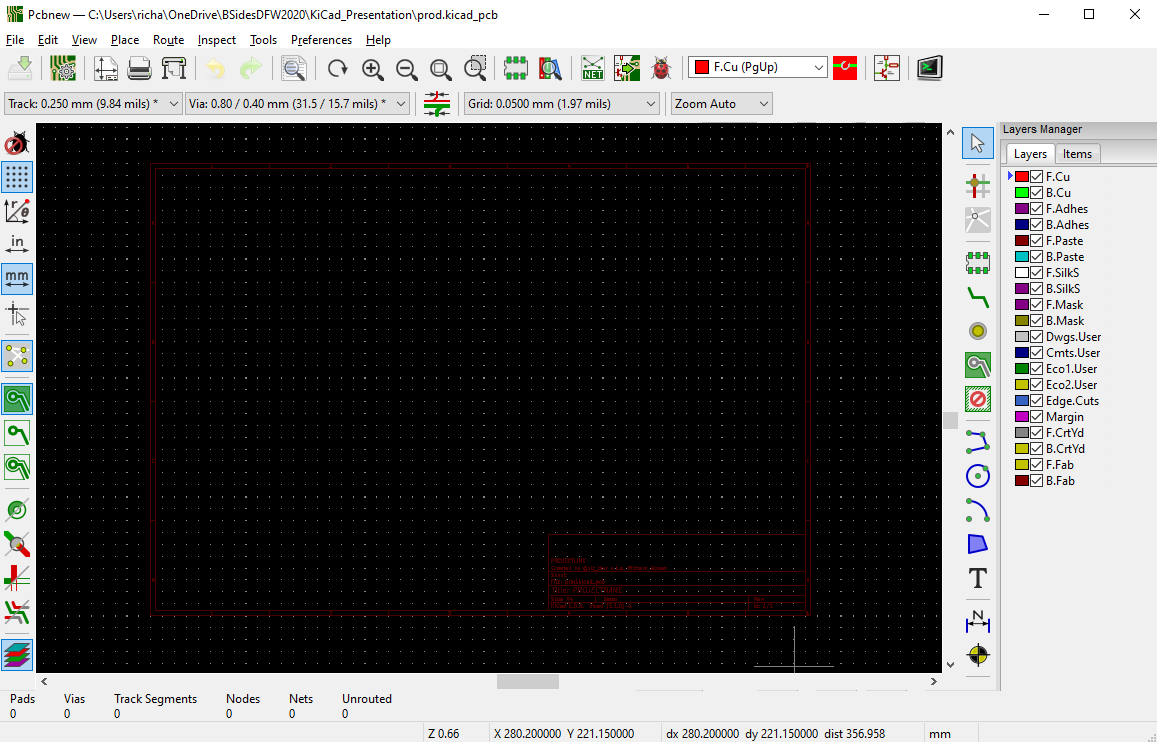 Pcbnew — C:\Users\richa\OneDrive\BSidesDFW2020\KiCad_Presentation\prod.kicad_pcb
File Edit View Place Route Inspect Tools Preferences Help
NET
F.Cu (PgUp)
Track: 0.250 mm (9.84 mils) *
Via: 0.80 / 0.40 mm (31.5 / 15.7 mils) *
Grid: 0.0500 mm (1.97 mils)
Zoom Auto
r
θ
in
mm
Layers Manager
Layers Items
F.Cu
B.Cu
F.Adhes
B.Adhes
F.Paste
B.Paste
F.SilkS
B.SilkS
F.Mask
B.Mask
Dwgs.User
Cmts.User
Eco1.User
Eco2.User
Edge.Cuts
Margin
F.CrtYd
B.CrtYd
F.Fab
B.Fab
T
N
Pads Vias Track Segments Nodes Nets Unrouted
0 0 0 0 0 0
Z 0.66 X 280.200000 Y 221.150000 dx 280.200000 dy 221.150000 dist 356.958 mm